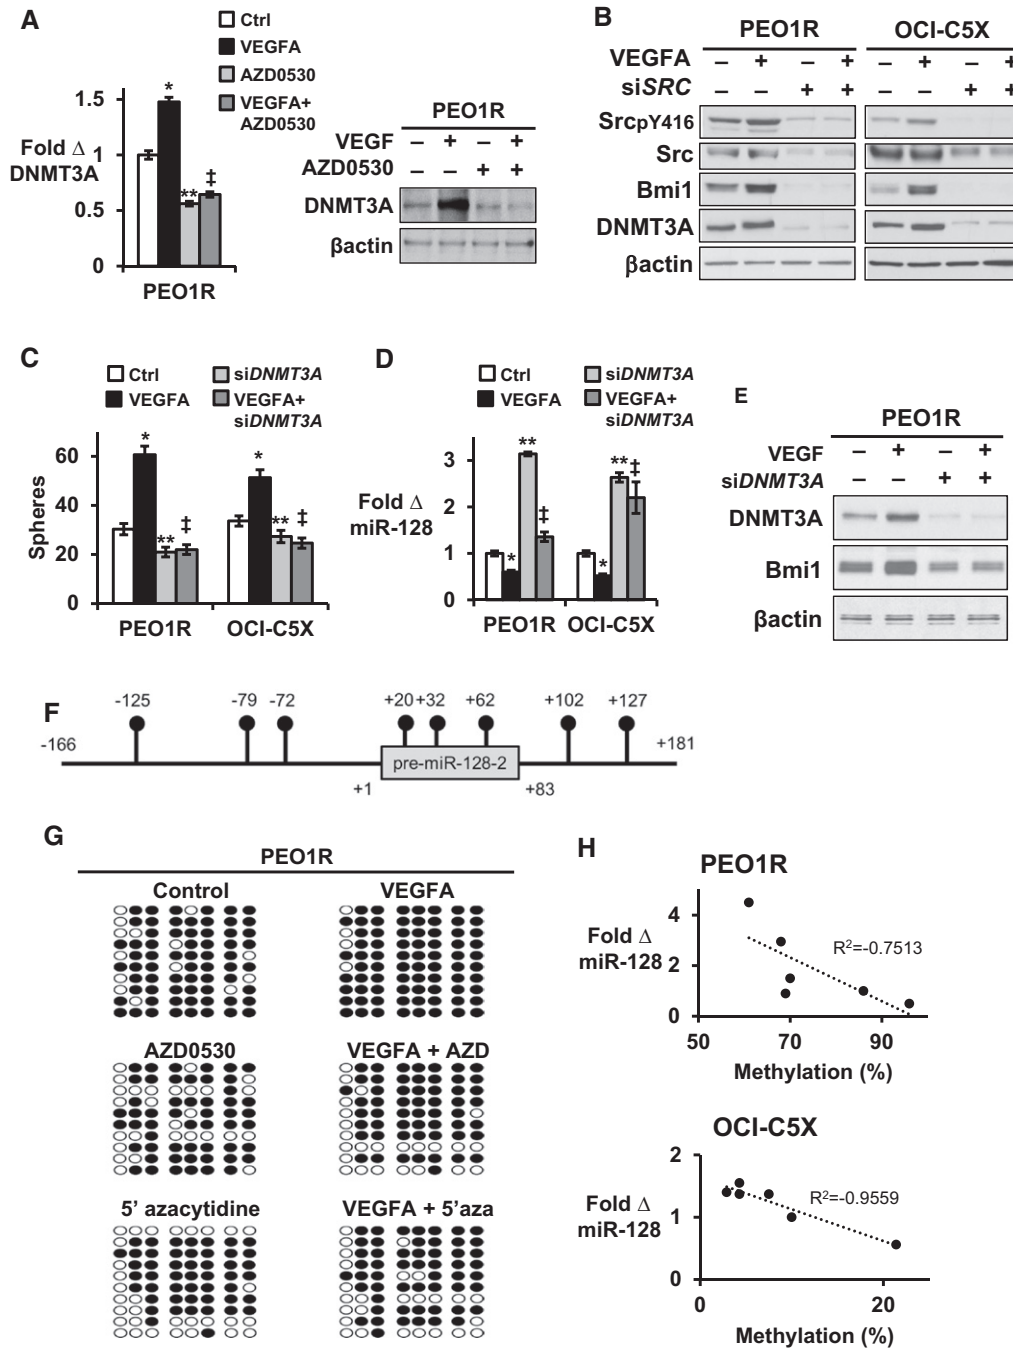 A
Ctrl
VEGFA
AZD0530
VEGFA+
AZD0530
Fold Δ
DNMT3A
1.5
1
0.5
0
*
**
‡
PEO1R
PEO1R
VEGF – + – +
AZD0530 – – + +
DNMT3A
βactin
B
PEO1R OCI-C5X
VEGFA – + – + – + – +
siSRC – – + + – – + +
SrcpY416
Src
Bmi1
DNMT3A
βactin
C
Ctrl siDNMT3A
VEGFA VEGFA+
siDNMT3A
Spheres
60
40
20
0
* ** ‡ * ** ‡
PEO1R OCI-C5X
D
Ctrl siDNMT3A
VEGFA VEGFA+
siDNMT3A
Fold Δ
miR-128
3
2
1
0
* ** ‡ * ** ‡
PEO1R OCI-C5X
E
PEO1R
VEGF – + – +
siDNMT3A – – + +
DNMT3A
Bmi1
βactin
F
-125 -79 -72 +20 +32 +62 +102 +127
-166 +181
pre-miR-128-2
+1 +83
G
PEO1R
Control VEGFA
AZD0530 VEGFA + AZD
5' azacytidine VEGFA + 5'aza
H
PEO1R
Fold Δ
miR-128
4
2
0
R²=-0.7513
50 70 90
Methylation (%)
OCI-C5X
Fold Δ
miR-128
2
1
0
R²=-0.9559
0 20
Methylation (%)